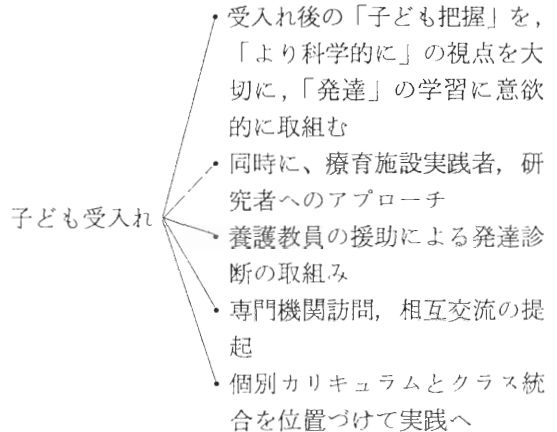 ・受入れ後の「子ども把握」を,
「より科学的に」の視点を大
切に,「発達」の学習に意欲
的に取組む
・同時に、療育施設実践者, 研
究者へのアプローチ
子ども受入れ
・養護教員の援助による発達診
断の取組み
・専門機関訪問, 相互交流の提
起
・個別カリキュラムとクラス統
合を位置づけて実践へ